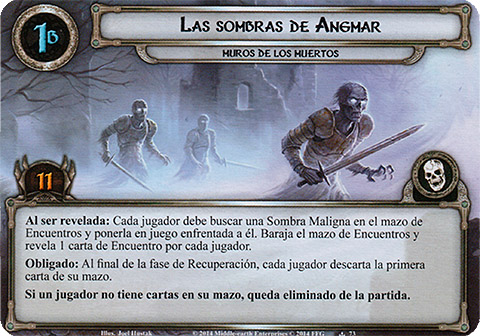 1B
Las sombras de Angmar
Muros de los muertos
11
Al ser revelada: Cada jugador debe buscar una Sombra Maligna en el mazo de
Encuentros y ponerla en juego enfrentada a él. Baraja el mazo de Encuentros y
revela 1 carta de Encuentro por cada jugador.
Obligado: Al final de la fase de Recuperación, cada jugador descarta la primera
carta de su mazo.
Si un jugador no tiene cartas en su mazo, queda eliminado de la partida.
Illus. Joel Hustak
© 2014 Middle-earth Enterprises © 2014 FFG
73